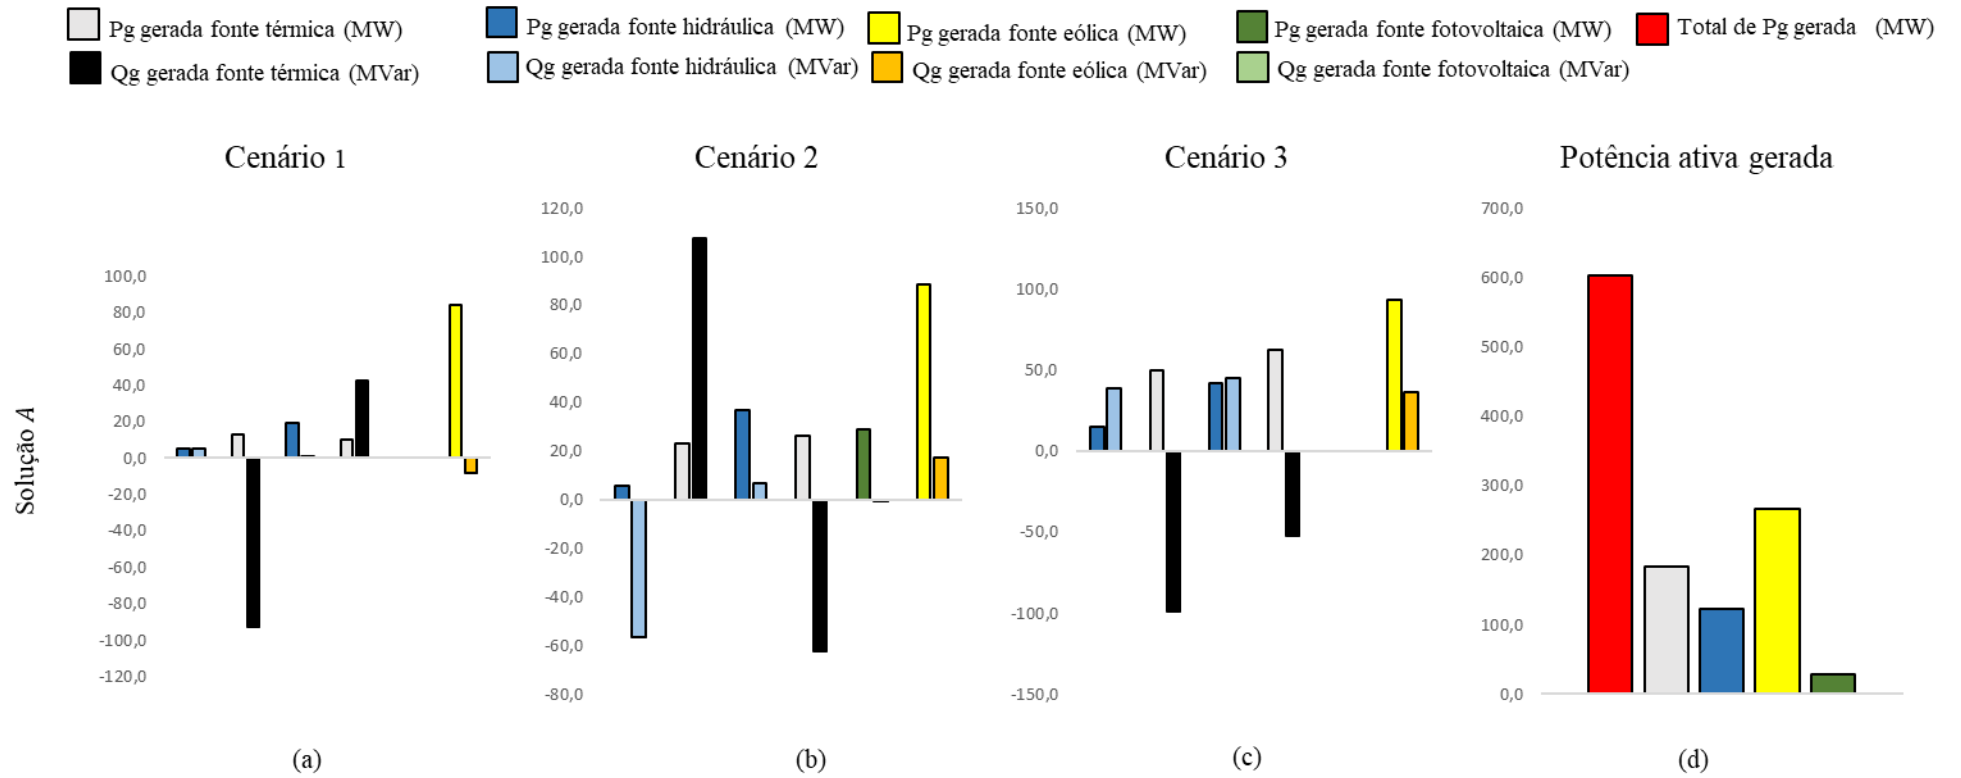 Pg gerada fonte térmica (MW)
Pg gerada fonte hidráulica (MW)
Pg gerada fonte eólica (MW)
Pg gerada fonte fotovoltaica (MW)
Total de Pg gerada (MW)
Qg gerada fonte térmica (MVar)
Qg gerada fonte hidráulica (MVar)
Qg gerada fonte eólica (MVar)
Qg gerada fonte fotovoltaica (MVar)
Solução A
Cenário 1
100,0
80,0
60,0
40,0
20,0
0,0
-20,0
-40,0
-60,0
-80,0
-100,0
-120,0
(a)
Cenário 2
120,0
100,0
80,0
60,0
40,0
20,0
0,0
-20,0
-40,0
-60,0
-80,0
(b)
Cenário 3
150,0
100,0
50,0
0,0
-50,0
-100,0
-150,0
(c)
Potência ativa gerada
700,0
600,0
500,0
400,0
300,0
200,0
100,0
0,0
(d)